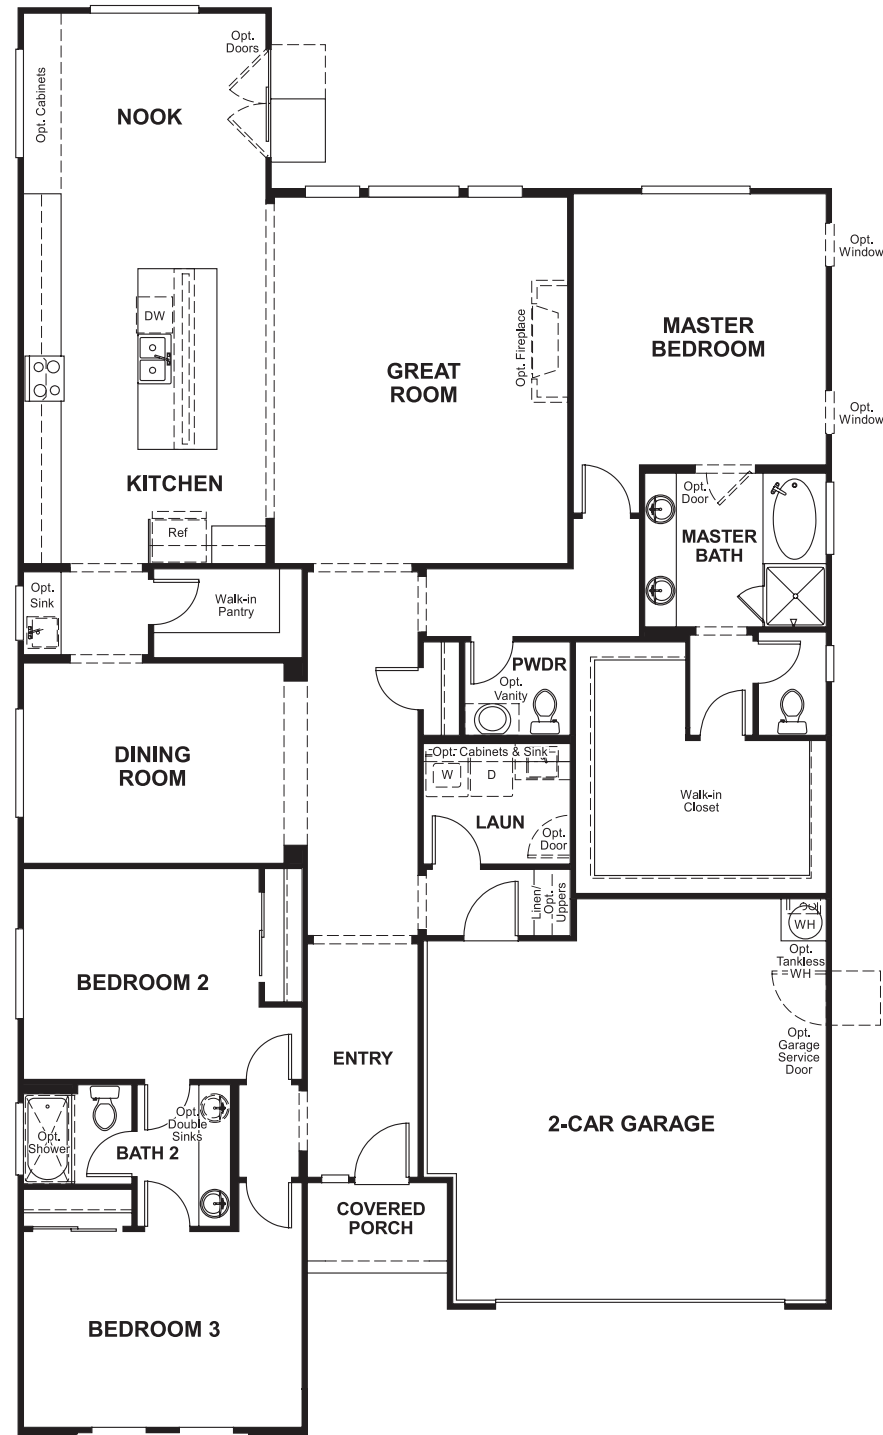 Opt.
Doors
Opt. Cabinets
NOOK
Opt.
Window
DW
Opt. Fireplace
MASTER
BEDROOM
GREAT
ROOM
Opt.
Window
KITCHEN
Opt.
Door
Ref
MASTER
BATH
Opt.
Sink
Walk-in
Pantry
PWDR
Opt.
Vanity
DINING
ROOM
Opt. Cabinets & Sink
W
D
LAUN
Opt.
Door
Walk-in
Closet
Linen/
Opt.
Uppers
WH
Opt.
Tankless
WH
BEDROOM 2
Opt.
Garage
Service
Door
ENTRY
Opt.
Double
Sinks
Opt.
Shower
BATH 2
2-CAR GARAGE
COVERED
PORCH
BEDROOM 3